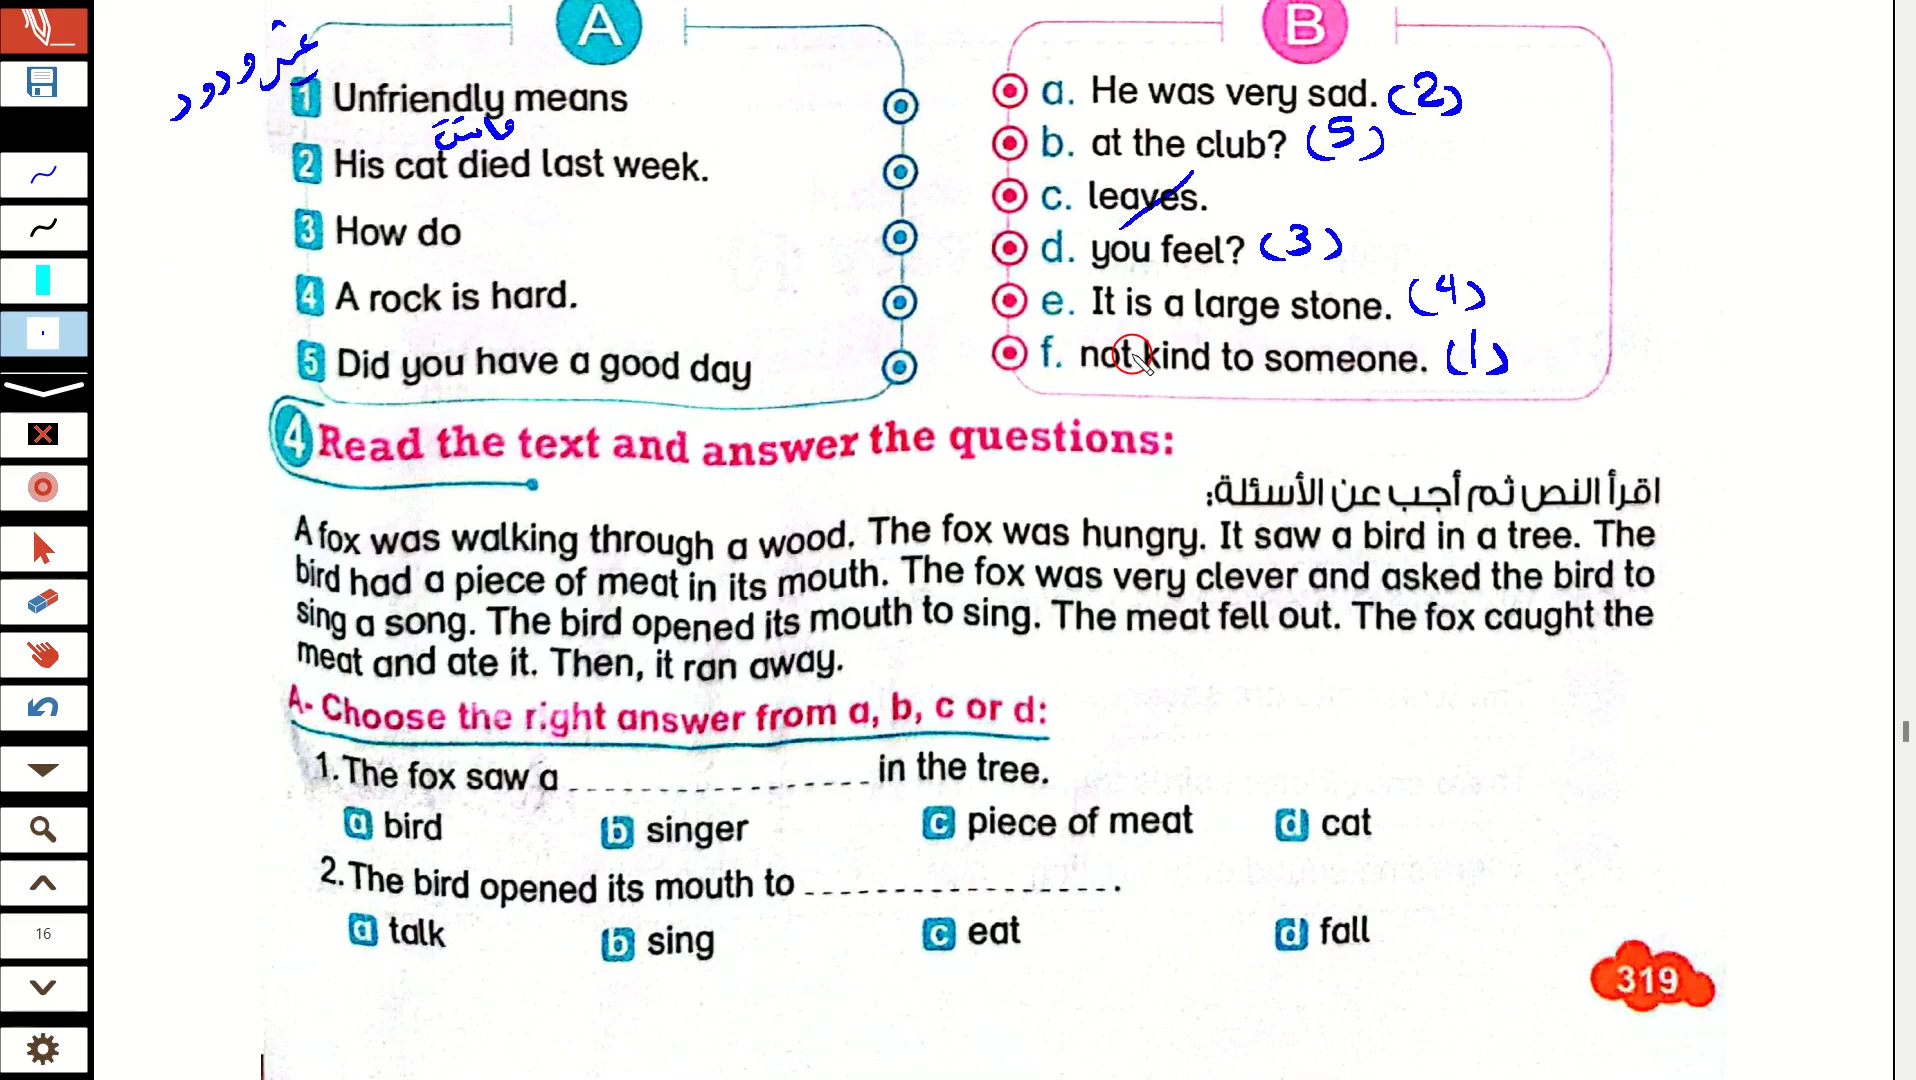 A
B
1 Unfriendly means
a. He was very sad. (2)
ماتت
b. at the club? (5)
2 His cat died last week.
c. leaves.
3 How do
d. you feel? (3)
4 A rock is hard.
e. It is a large stone. (4)
5 Did you have a good day
f. not kind to someone. (1)
4 Read the text and answer the questions:
اقرأ النص ثم أجب عن الأسئلة:
A fox was walking through a wood. The fox was hungry. It saw a bird in a tree. The
bird had a piece of meat in its mouth. The fox was very clever and asked the bird to
sing a song. The bird opened its mouth to sing. The meat fell out. The fox caught the
meat and ate it. Then, it ran away.
A- Choose the right answer from a, b, c or d:
1. The fox saw a ____________ in the tree.
a bird b singer c piece of meat d cat
2. The bird opened its mouth to ____________.
a talk b sing c eat d fall
319
16